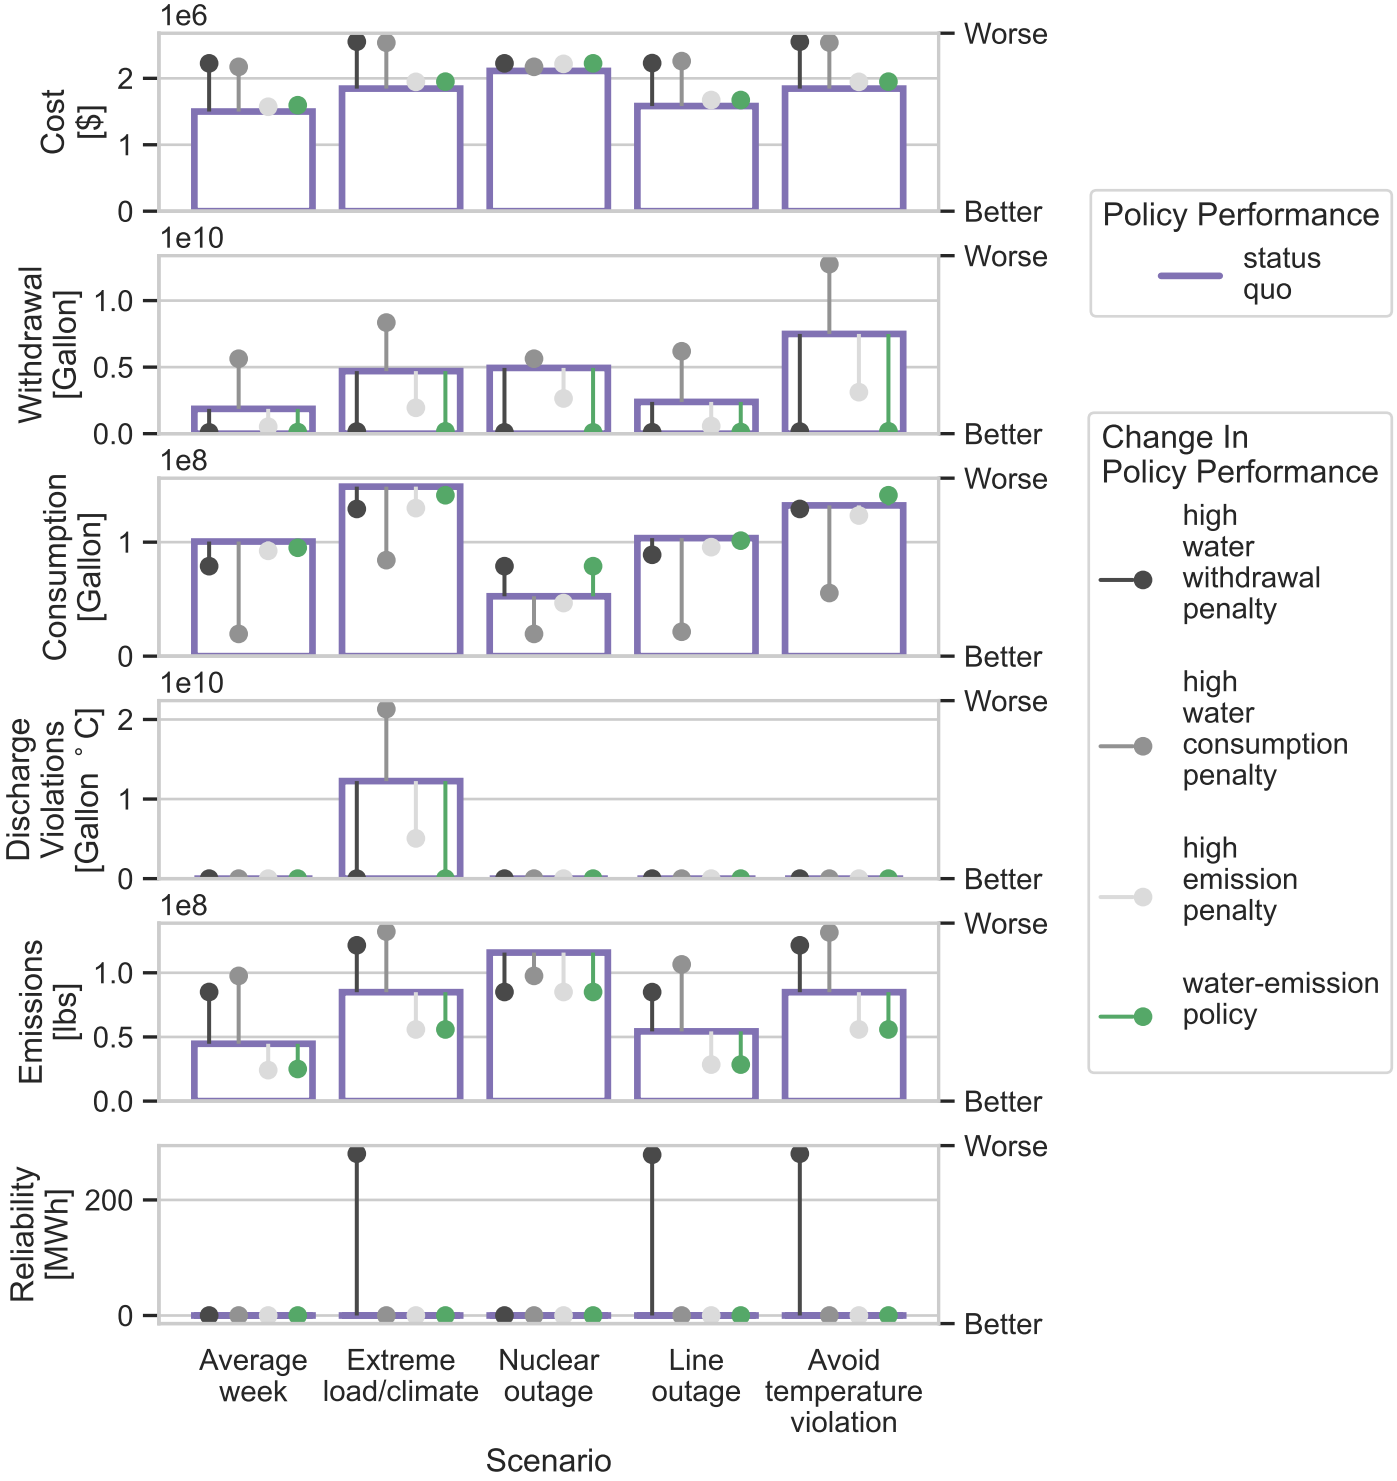 1e6
Cost
[$]
2
1
0
Worse
Better
1e10
Withdrawal
[Gallon]
1.0
0.5
0.0
Worse
Better
1e8
Consumption
[Gallon]
1
0
Worse
Better
1e10
Discharge
Violations
[Gallon °C]
2
1
0
Worse
Better
1e8
Emissions
[lbs]
1.0
0.5
0.0
Worse
Better
Reliability
[MWh]
200
0
Worse
Better
Average
week
Extreme
load/climate
Nuclear
outage
Line
outage
Avoid
temperature
violation
Scenario
Policy Performance
status
quo
Change In
Policy Performance
high
water
withdrawal
penalty
high
water
consumption
penalty
high
emission
penalty
water-emission
policy